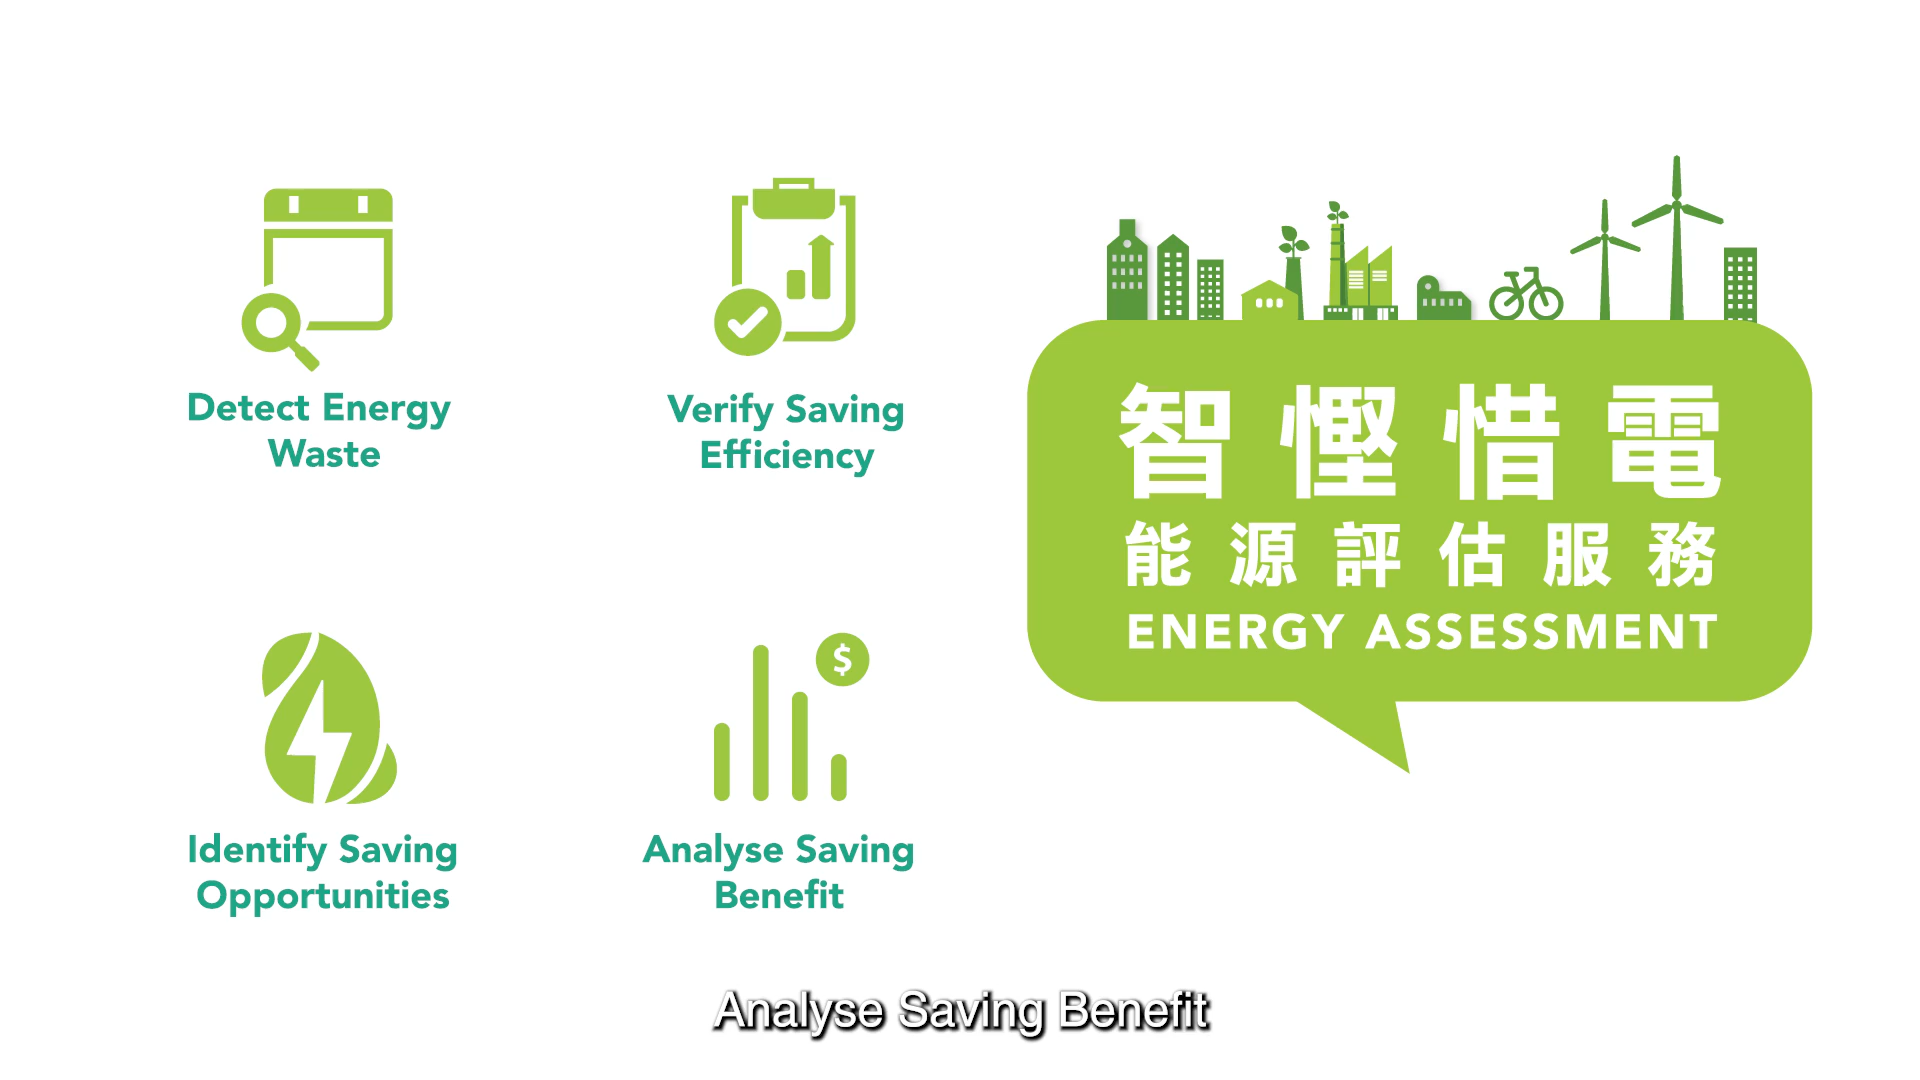 Detect Energy
Waste
Verify Saving
Efficiency
Identify Saving
Opportunities
$
Analyse Saving
Benefit
智慳惜電
能源評估服務
ENERGY ASSESSMENT
Analyse Saving Benefit